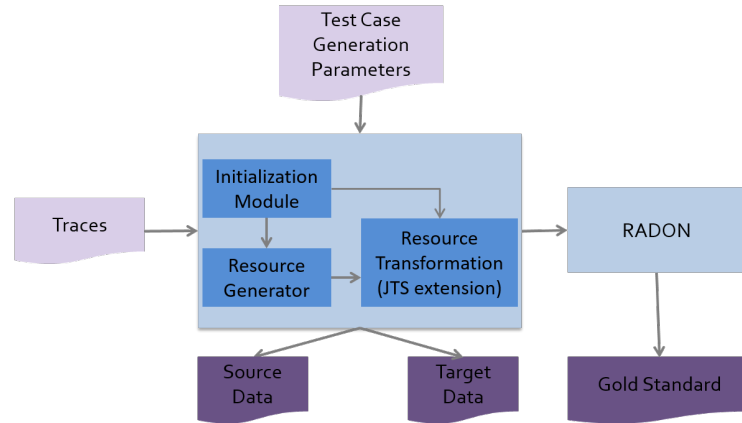 Test Case
Generation
Parameters
Initialization
Module
Traces
Resource
Generator
Resource
Transformation
(JTS extension)
RADON
Source
Data
Target
Data
Gold Standard